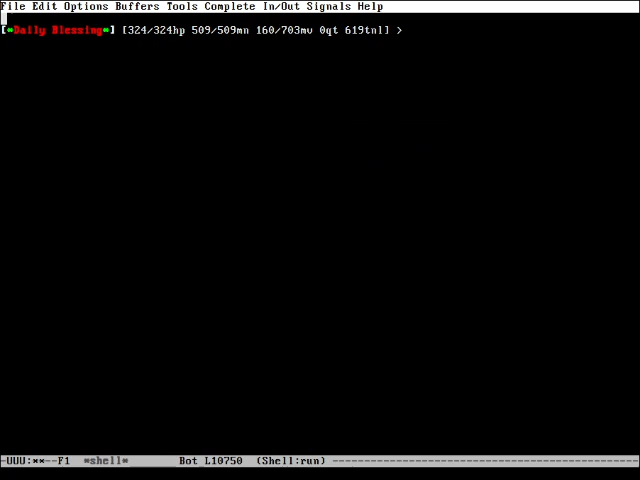 File Edit Options Buffers Tools Complete In/Out Signals Help
[*Daily Blessing*] [324/324hp 509/509mn 160/703mv 0qt 619tnl] >
-UUU:**--F1  *shell*        Bot L10750  (Shell:run) -----------------------------------------------